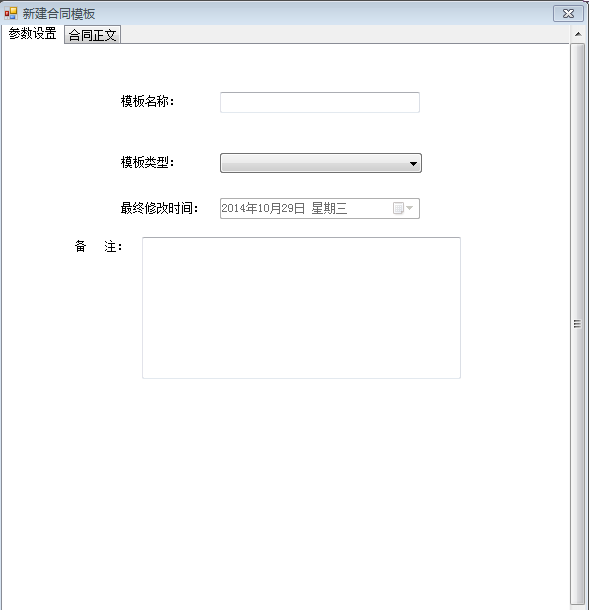 新建合同模板
参数设置 合同正文
模板名称：
模板类型：
最终修改时间： 2014年10月29日 星期三
备 注：